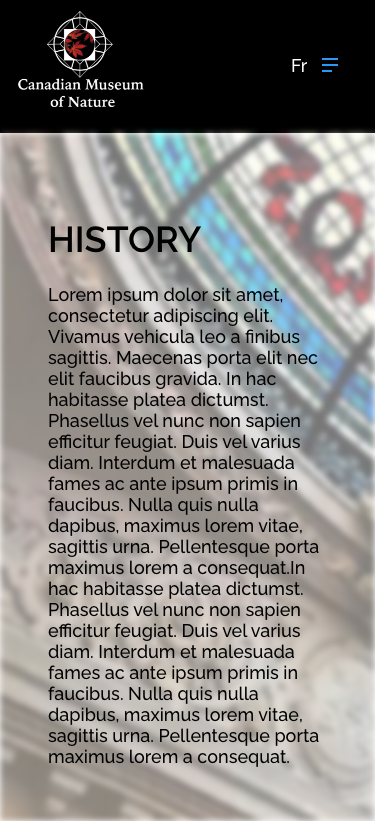 Canadian Museum
of Nature
Fr
HISTORY
Lorem ipsum dolor sit amet,
consectetur adipiscing elit.
Vivamus vehicula leo a finibus
sagittis. Maecenas porta elit nec
elit faucibus gravida. In hac
habitasse platea dictumst.
Phasellus vel nunc non sapien
efficitur feugiat. Duis vel varius
diam. Interdum et malesuada
fames ac ante ipsum primis in
faucibus. Nulla quis nulla
dapibus, maximus lorem vitae,
sagittis urna. Pellentesque porta
maximus lorem a consequat.In
hac habitasse platea dictumst.
Phasellus vel nunc non sapien
efficitur feugiat. Duis vel varius
diam. Interdum et malesuada
fames ac ante ipsum primis in
faucibus. Nulla quis nulla
dapibus, maximus lorem vitae,
sagittis urna. Pellentesque porta
maximus lorem a consequat.